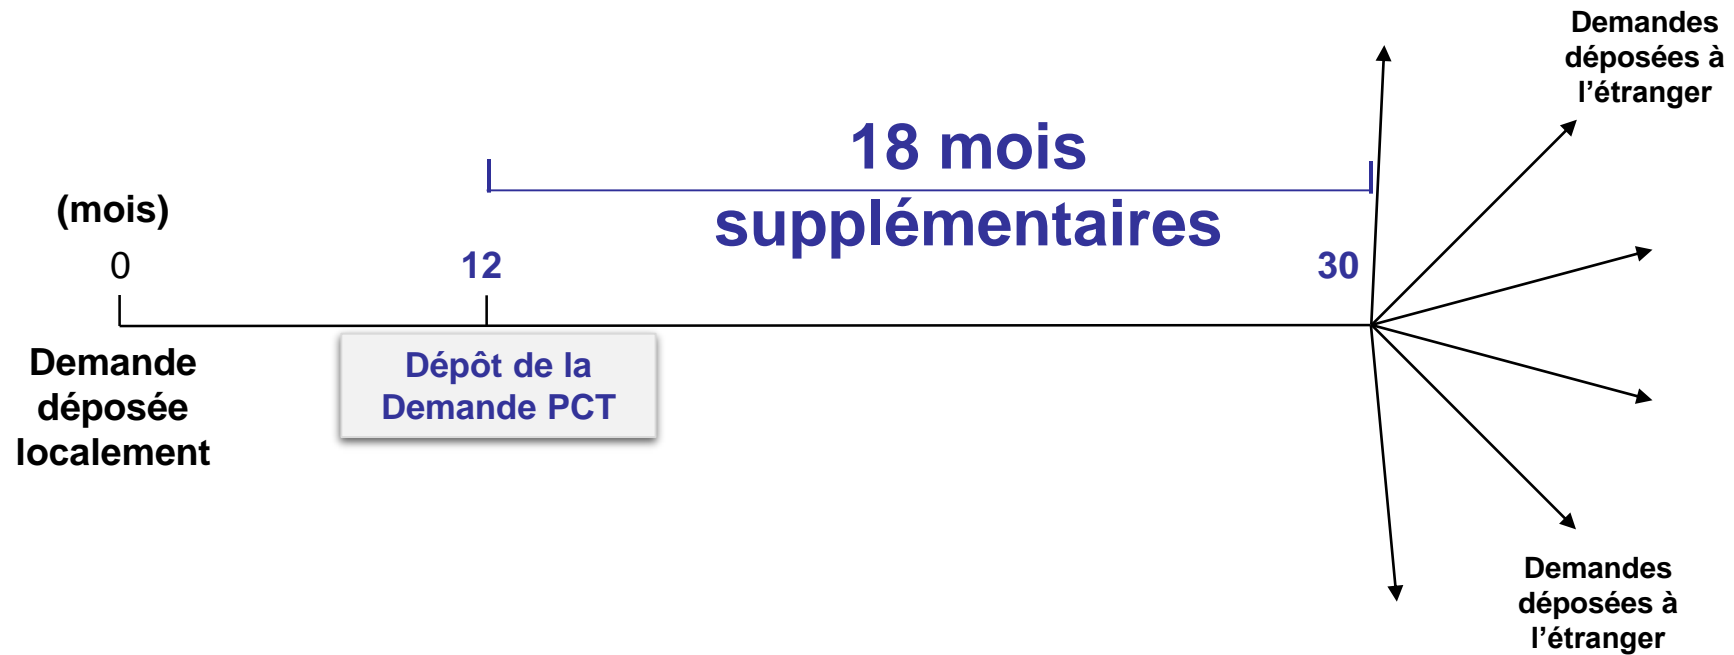 Demandes
déposées à
l’étranger
18 mois
supplémentaires
(mois)
0
12
30
Demande
déposée
localement
Dépôt de la
Demande PCT
Demandes
déposées à
l’étranger